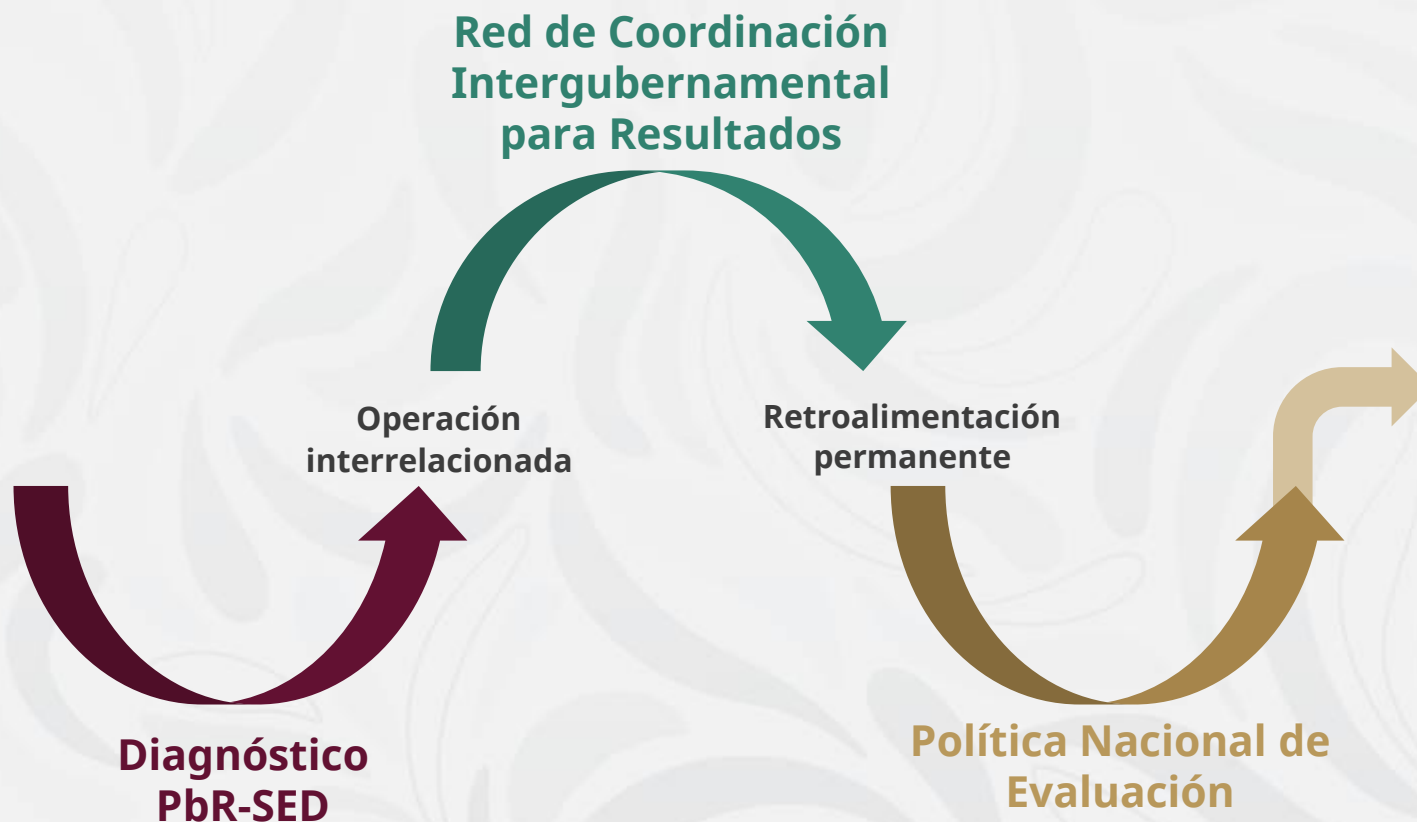 Red de Coordinación
Intergubernamental
para Resultados
Operación
interrelacionada
Retroalimentación
permanente
Diagnóstico
PbR-SED
Política Nacional de
Evaluación